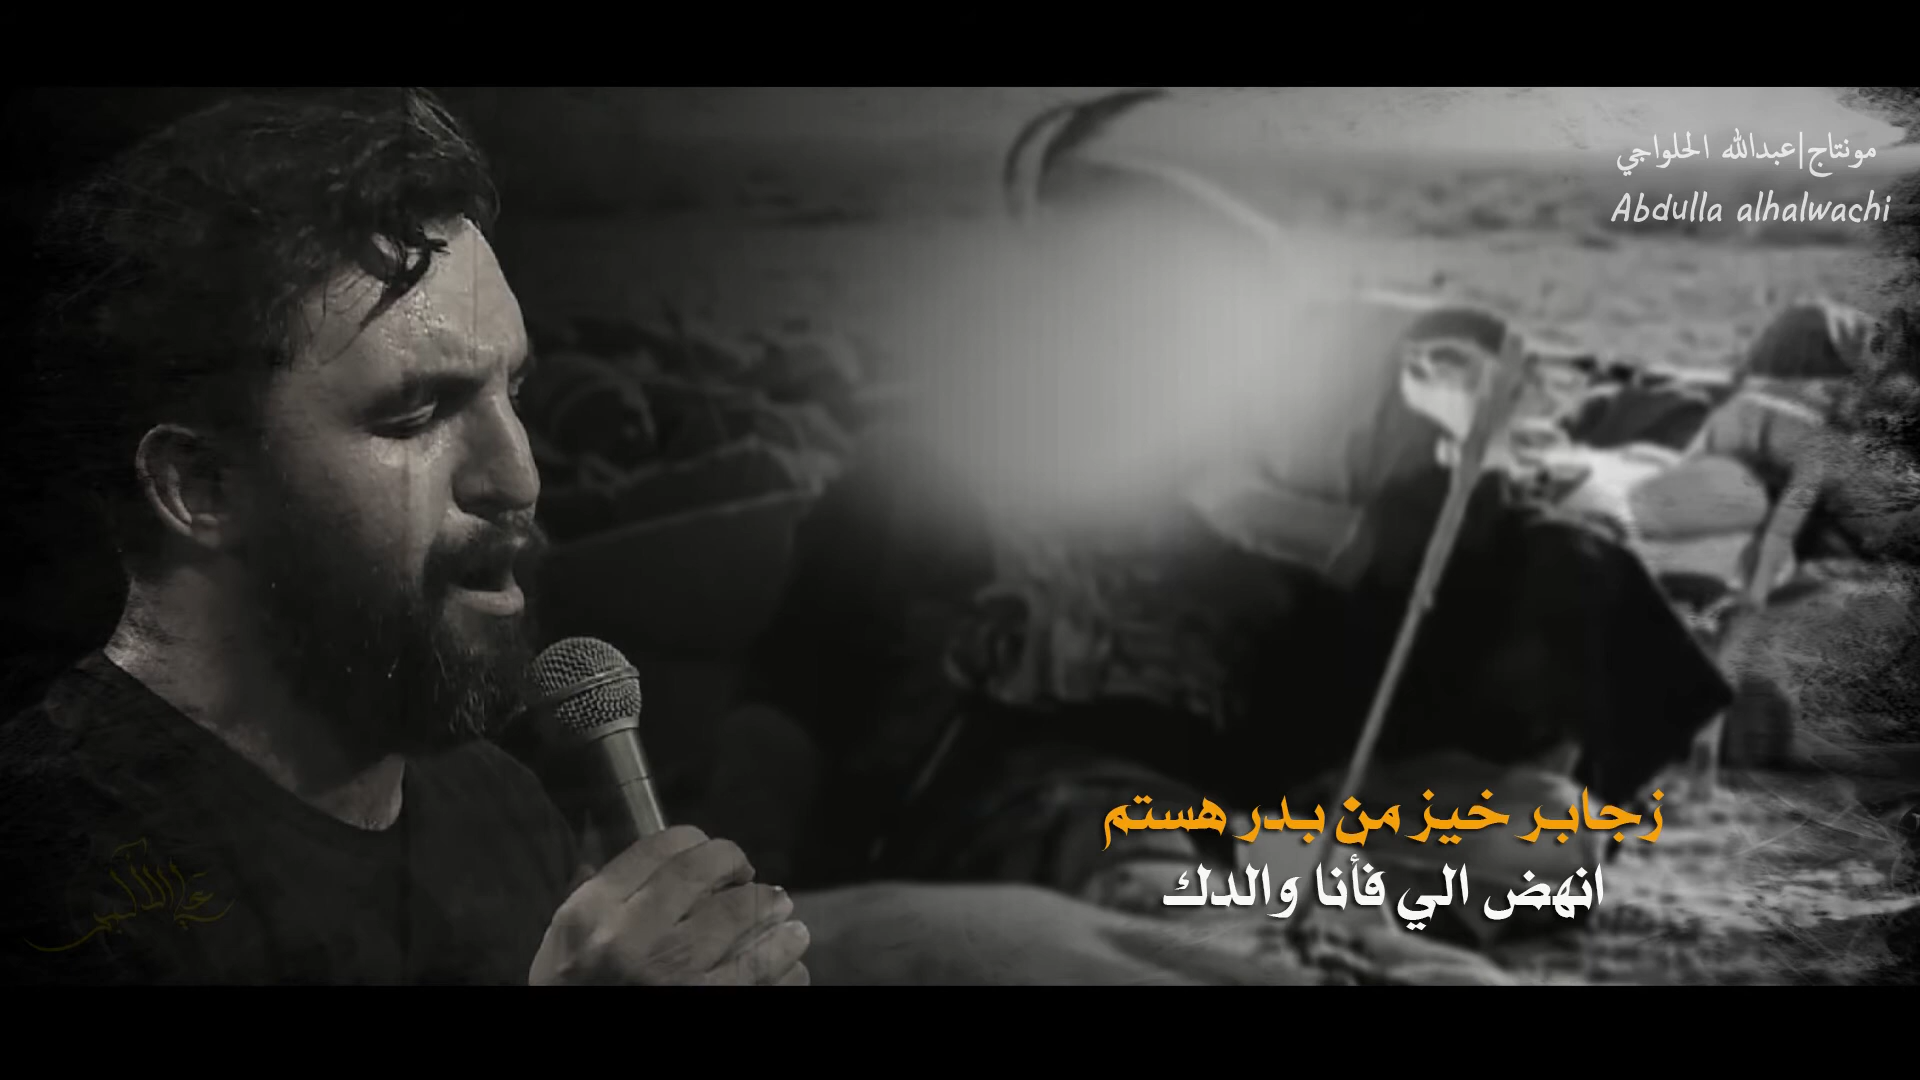 مونتاج|عبدالله الحلواجي
Abdulla alhalwachi
زجابر خيز من بدر هستم
انهض الي فأنا والدك